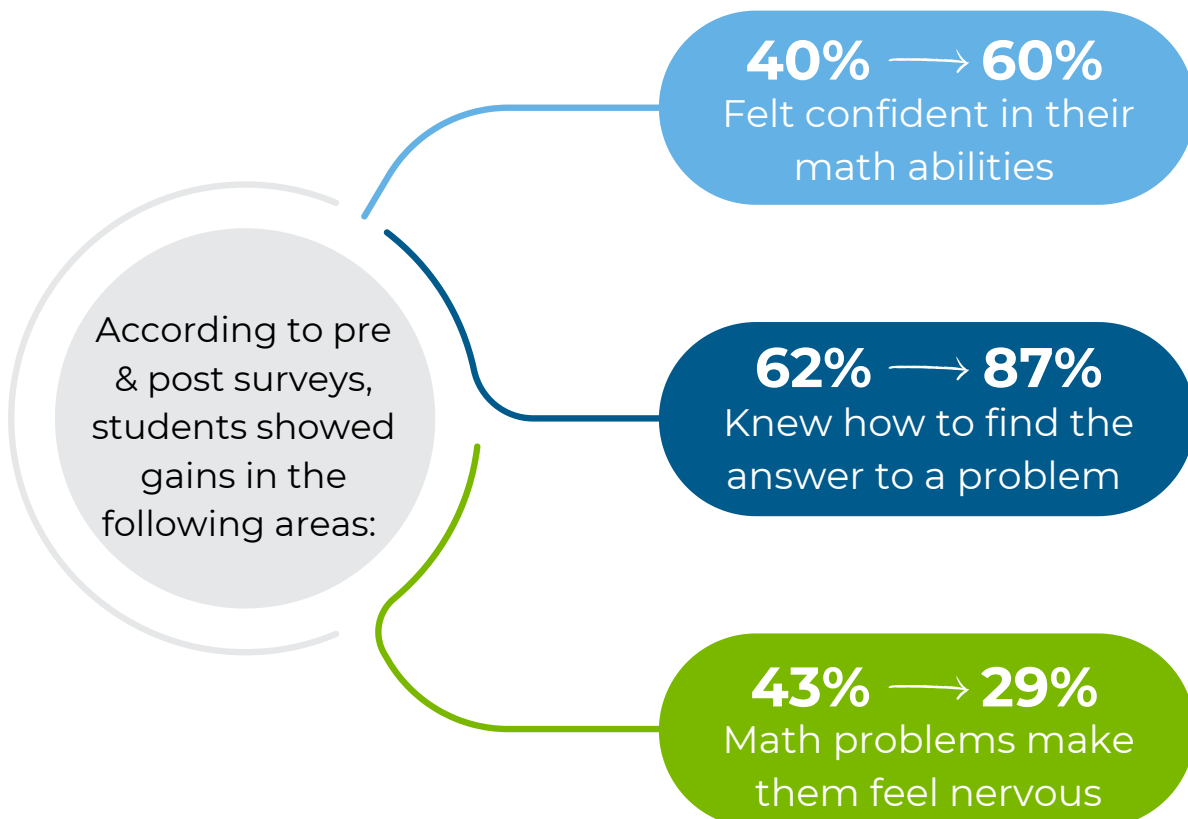 According to pre
& post surveys,
students showed
gains in the
following areas:
40% → 60%
Felt confident in their
math abilities
62% → 87%
Knew how to find the
answer to a problem
43% → 29%
Math problems make
them feel nervous